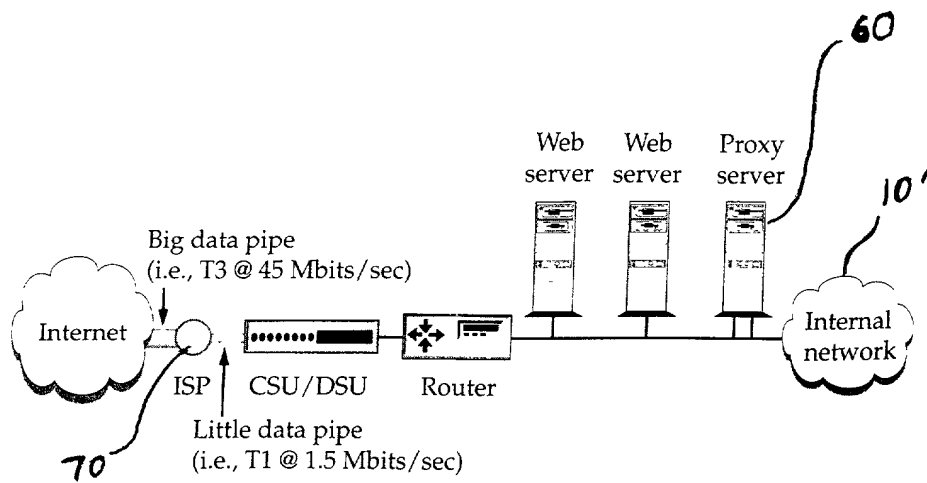 60
Web
server
Web
server
Proxy
server
10'
Big data pipe
(i.e., T3 @ 45 Mbits/sec)
Internet
Internal
network
ISP
CSU/DSU
Router
Little data pipe
(i.e., T1 @ 1.5 Mbits/sec)
70